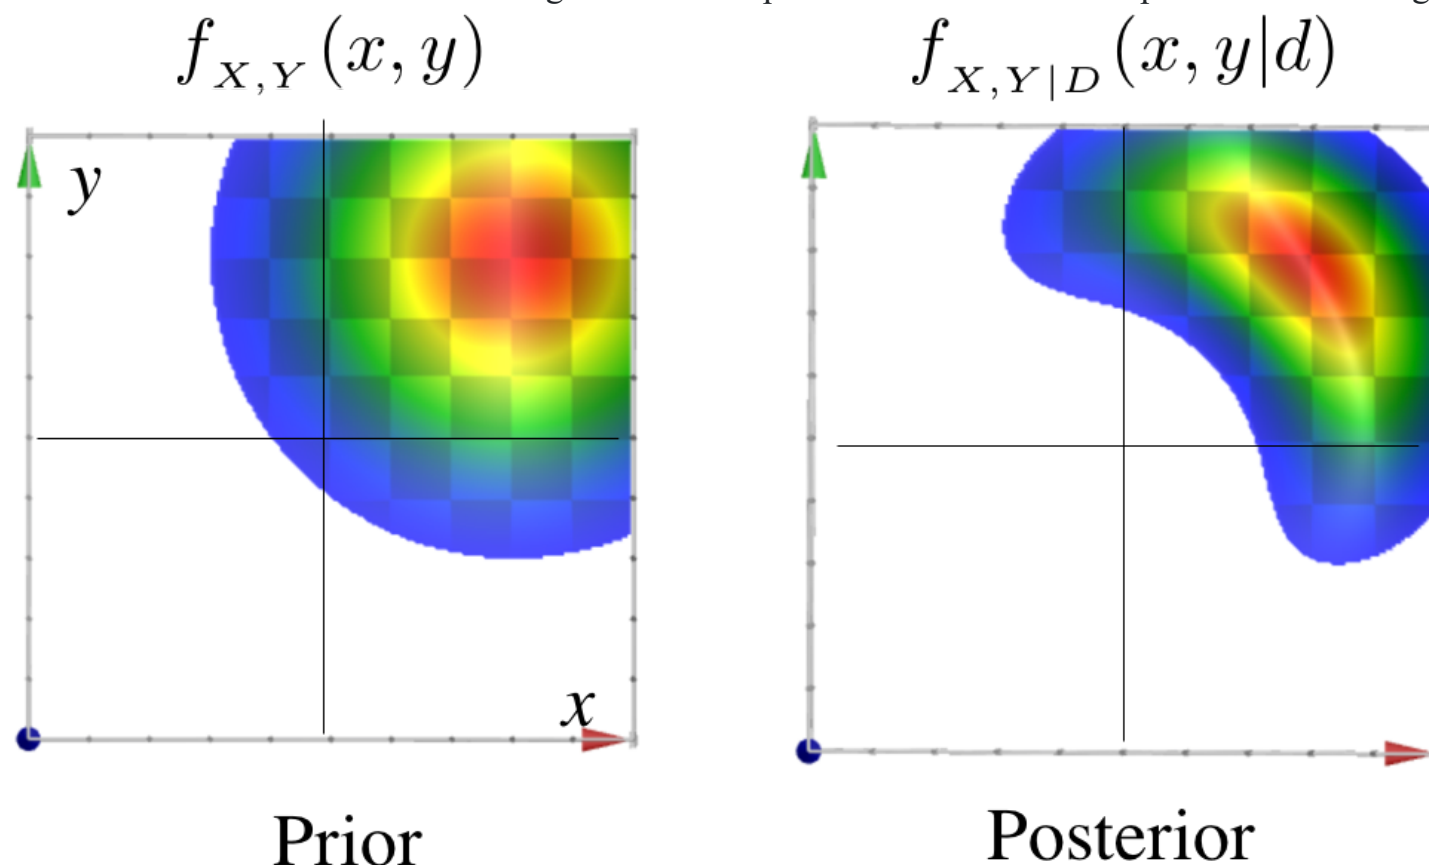 f_{X,Y}(x, y)
f_{X,Y|D}(x, y|d)
y
x
Prior
Posterior